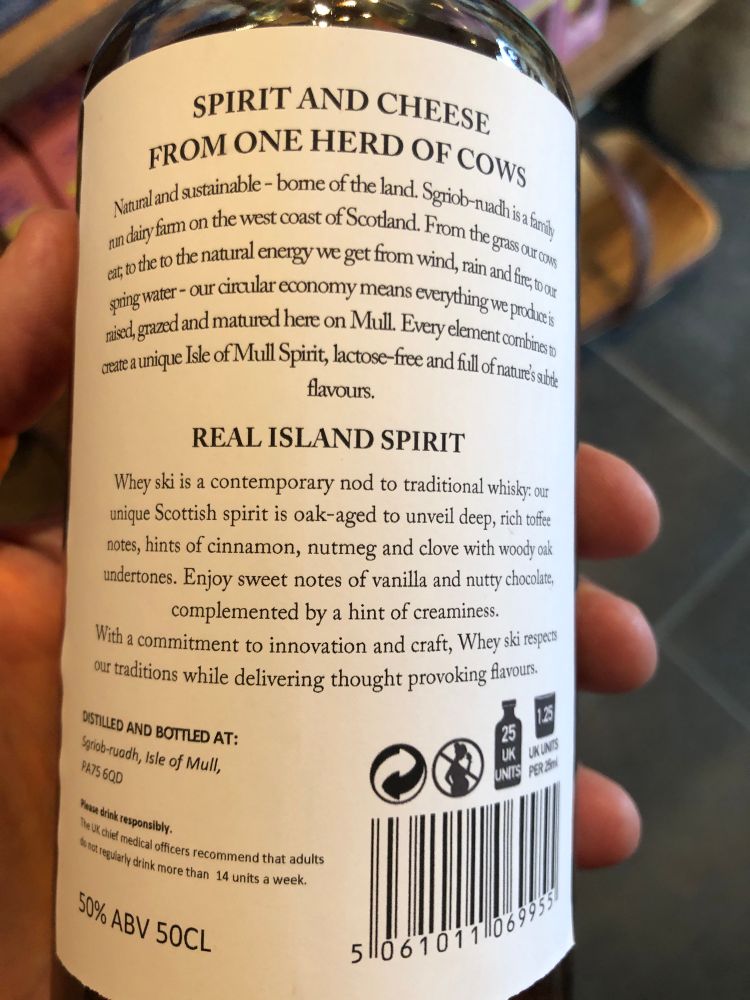 SPIRIT AND CHEESE
FROM ONE HERD OF COWS
Natural and sustainable - borne of the land. Sgriob-ruadh is a family
run dairy farm on the west coast of Scotland. From the grass our cows
eat; to the to the natural energy we get from wind, rain and fire; to our
spring water - our circular economy means everything we produce is
raised, grazed and matured here on Mull. Every element combines to
create a unique Isle of Mull Spirit, lactose-free and full of nature's subtle
flavours.
REAL ISLAND SPIRIT
Whey ski is a contemporary nod to traditional whisky: our
unique Scottish spirit is oak-aged to unveil deep, rich toffee
notes, hints of cinnamon, nutmeg and clove with woody oak
undertones. Enjoy sweet notes of vanilla and nutty chocolate,
complemented by a hint of creaminess.
With a commitment to innovation and craft, Whey ski respects
our traditions while delivering thought provoking flavours.
DISTILLED AND BOTTLED AT:
Sgriob-ruadh, Isle of Mull,
PA75 6QD
Please drink responsibly.
The UK chief medical officers recommend that adults
do not regularly drink more than 14 units a week.
50% ABV 50CL
25
UK
UNITS
1.25
UK UNITS
PER 25ml
5 061011 069955